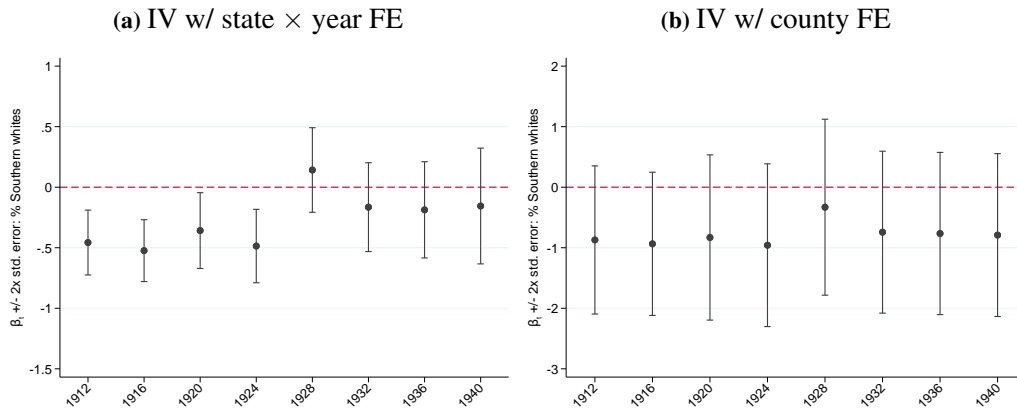 (a) IV w/ state × year FE
β_t +/- 2x std. error: % Southern whites
1
.5
0
-.5
-1
-1.5
1912 1916 1920 1924 1928 1932 1936 1940
(b) IV w/ county FE
β_t +/- 2x std. error: % Southern whites
2
1
0
-1
-2
-3
1912 1916 1920 1924 1928 1932 1936 1940